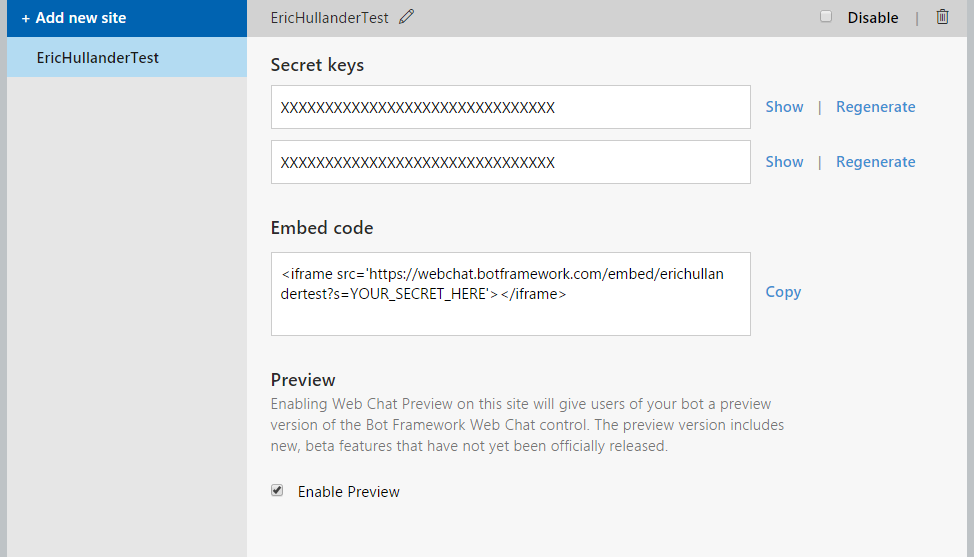 + Add new site
EricHullanderTest
EricHullanderTest
Disable |
Secret keys
XXXXXXXXXXXXXXXXXXXXXXXXXXXXXXX
Show | Regenerate
XXXXXXXXXXXXXXXXXXXXXXXXXXXXXXX
Show | Regenerate
Embed code
<iframe src='https://webchat.botframework.com/embed/erichullan
dertest?s=YOUR_SECRET_HERE'></iframe>
Copy
Preview
Enabling Web Chat Preview on this site will give users of your bot a preview
version of the Bot Framework Web Chat control. The preview version includes
new, beta features that have not yet been officially released.
Enable Preview